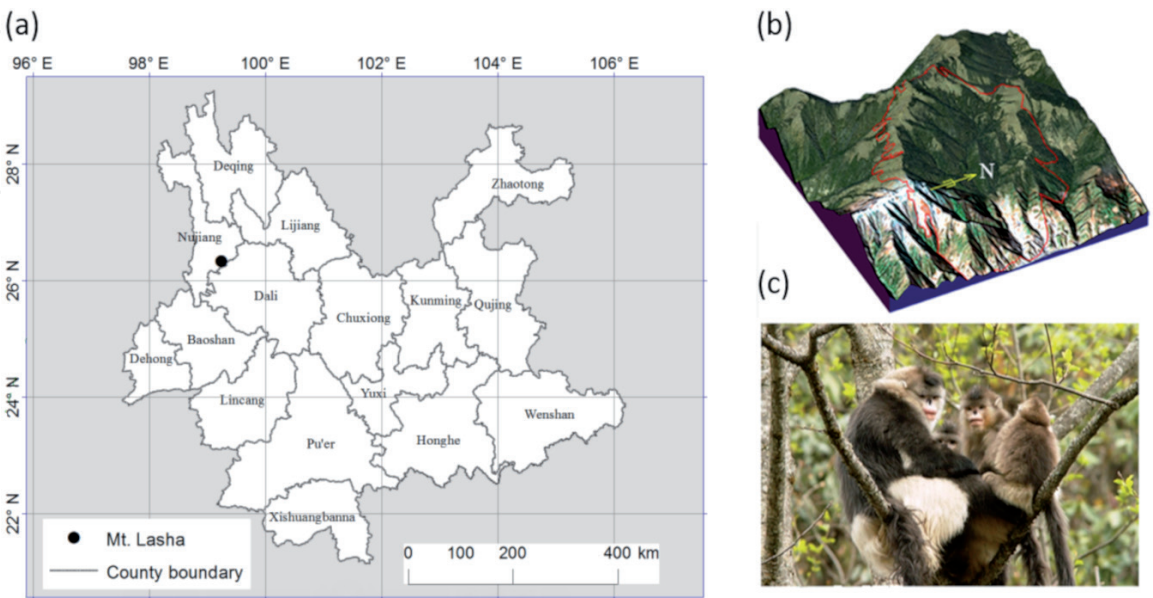 (a)
96° E 98° E 100° E 102° E 104° E 106° E
28° N
26° N
24° N
22° N
Deqing
Zhaotong
Lijiang
Nujiang
Dali
Kunming
Qujing
Chuxiong
Baoshan
Dehong
Lincang
Yuxi
Wenshan
Pu'er
Honghe
Xishuangbanna
Mt. Lasha
County boundary
0 100 200 400 km
(b)
N
(c)